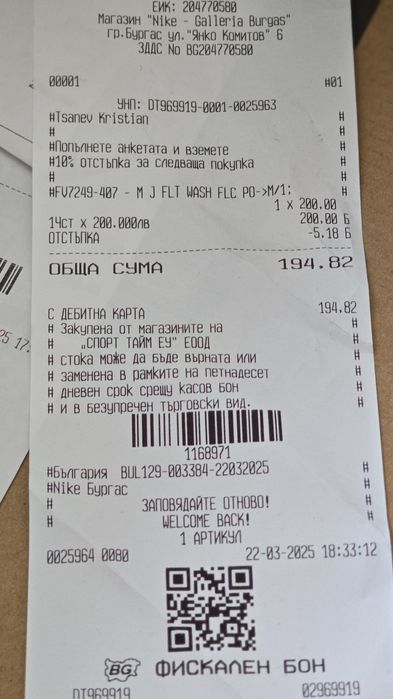 ЕИК: 204770580
Магазин "Nike - Galleria Burgas"
гр.Бургас ул."Янко Комитов" 6
ЗДДС No BG204770580
00001 #01
УНП: DT969919-0001-0025963
#Tsanev Kristian #
# #
#Попълнете анкетата и вземете #
#10% отстъпка за следваща покупка #
# #
#FV7249-407 - M J FLT WASH FLC PO->M/1: #
1 x 200.00
1Чст x 200.000лв 200.00 Б
ОТСТЪПКА -5.18 Б
ОБЩА СУМА 194.82
С ДЕБИТНА КАРТА 194.82
# Закупена от магазините на #
# „СПОРТ ТАЙМ ЕУ" ЕООД #
# стока може да бъде върната или #
# заменена в рамките на петнадесет #
# дневен срок срещу касов бон #
# и в безупречен търговски вид. #
1168971
#България BUL129-003384-22032025 #
#Nike Бургас #
# ЗАПОВЯДАЙТЕ ОТНОВО! #
# WELCOME BACK! #
1 АРТИКУЛ
0025964 0080 22-03-2025 18:33:12
BG ФИСКАЛЕН БОН
DT969919 02969919
25 17: